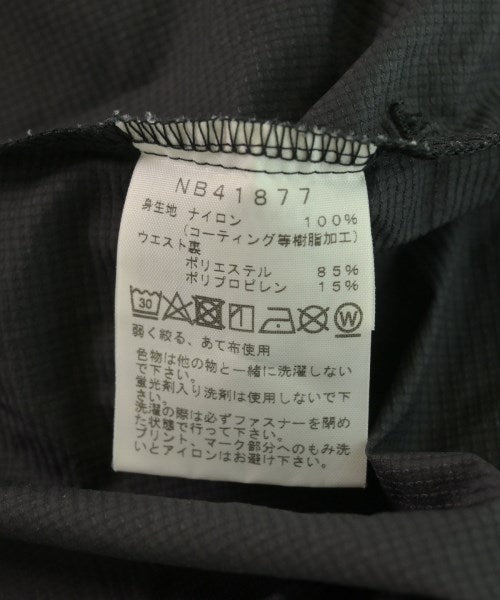 NB41877
身生地 ナイロン 100%
(コーティング等樹脂加工)
ウエスト裏
ポリエステル 85%
ポリプロピレン 15%
30 W
弱く絞る、あて布使用
色物は他の物と一緒に洗濯しない
で下さい。
蛍光剤入り洗剤は使用しないで下
さい。
洗濯の際は必ずファスナーを閉め
た状態で行って下さい。
プリント、マーク部分へのもみ洗
いとアイロンはお避け下さい。